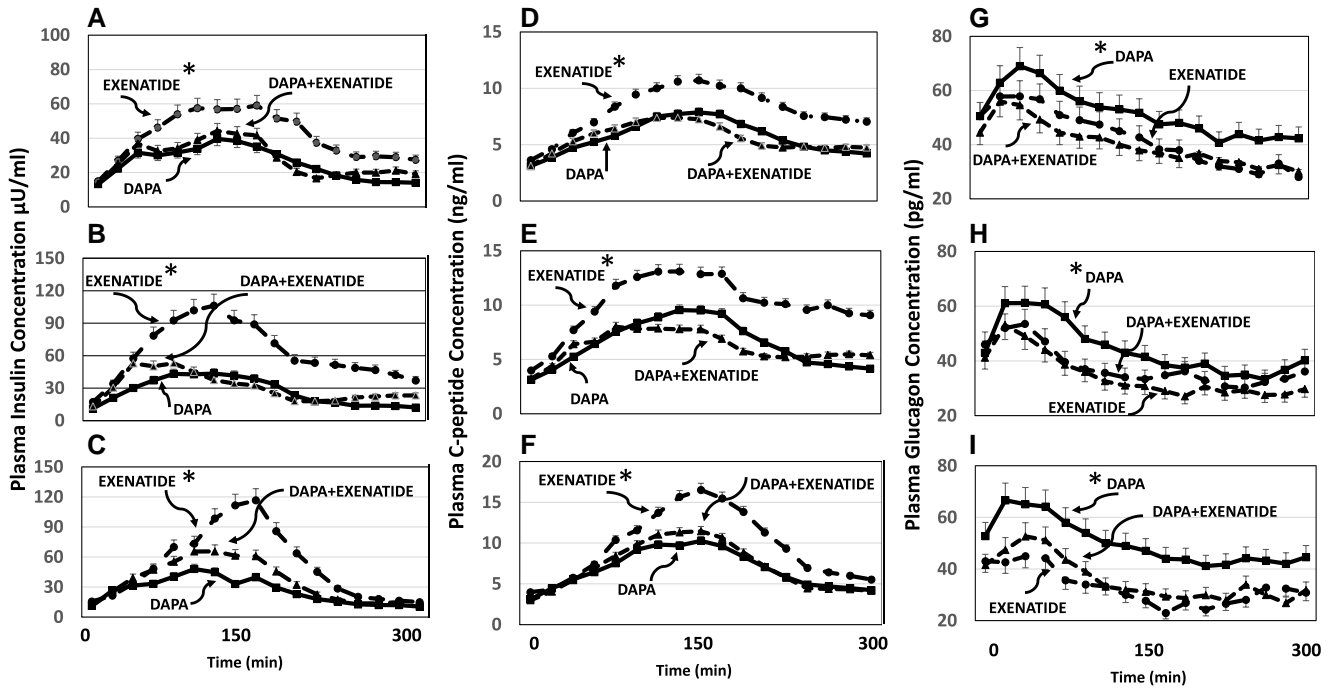 A
100
80
60
40
20
0
EXENATIDE *
DAPA+EXENATIDE
DAPA
B
150
120
90
60
30
0
EXENATIDE *
DAPA+EXENATIDE
DAPA
C
150
120
90
60
30
0
EXENATIDE *
DAPA+EXENATIDE
DAPA
0 150 300
Time (min)
Plasma Insulin Concentration µU/ml)
D
15
10
5
0
EXENATIDE *
DAPA
DAPA+EXENATIDE
E
15
10
5
0
EXENATIDE *
DAPA+EXENATIDE
DAPA
F
20
15
10
5
0
EXENATIDE *
DAPA+EXENATIDE
DAPA
0 150 300
Time (min)
Plasma C-peptide Concentration (ng/ml)
G
80
60
40
20
* DAPA
EXENATIDE
DAPA+EXENATIDE
H
80
60
40
20
* DAPA
DAPA+EXENATIDE
EXENATIDE
I
80
60
40
20
* DAPA
DAPA+EXENATIDE
EXENATIDE
0 150 300
Time (min)
Plasma Glucagon Concentration (pg/ml)